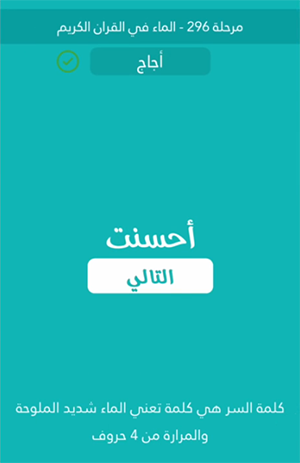 مرحلة 296 - الماء في القران الكريم
أجاج
أحسنت
التالي
كلمة السر هي كلمة تعني الماء شديد الملوحة
والمرارة من 4 حروف